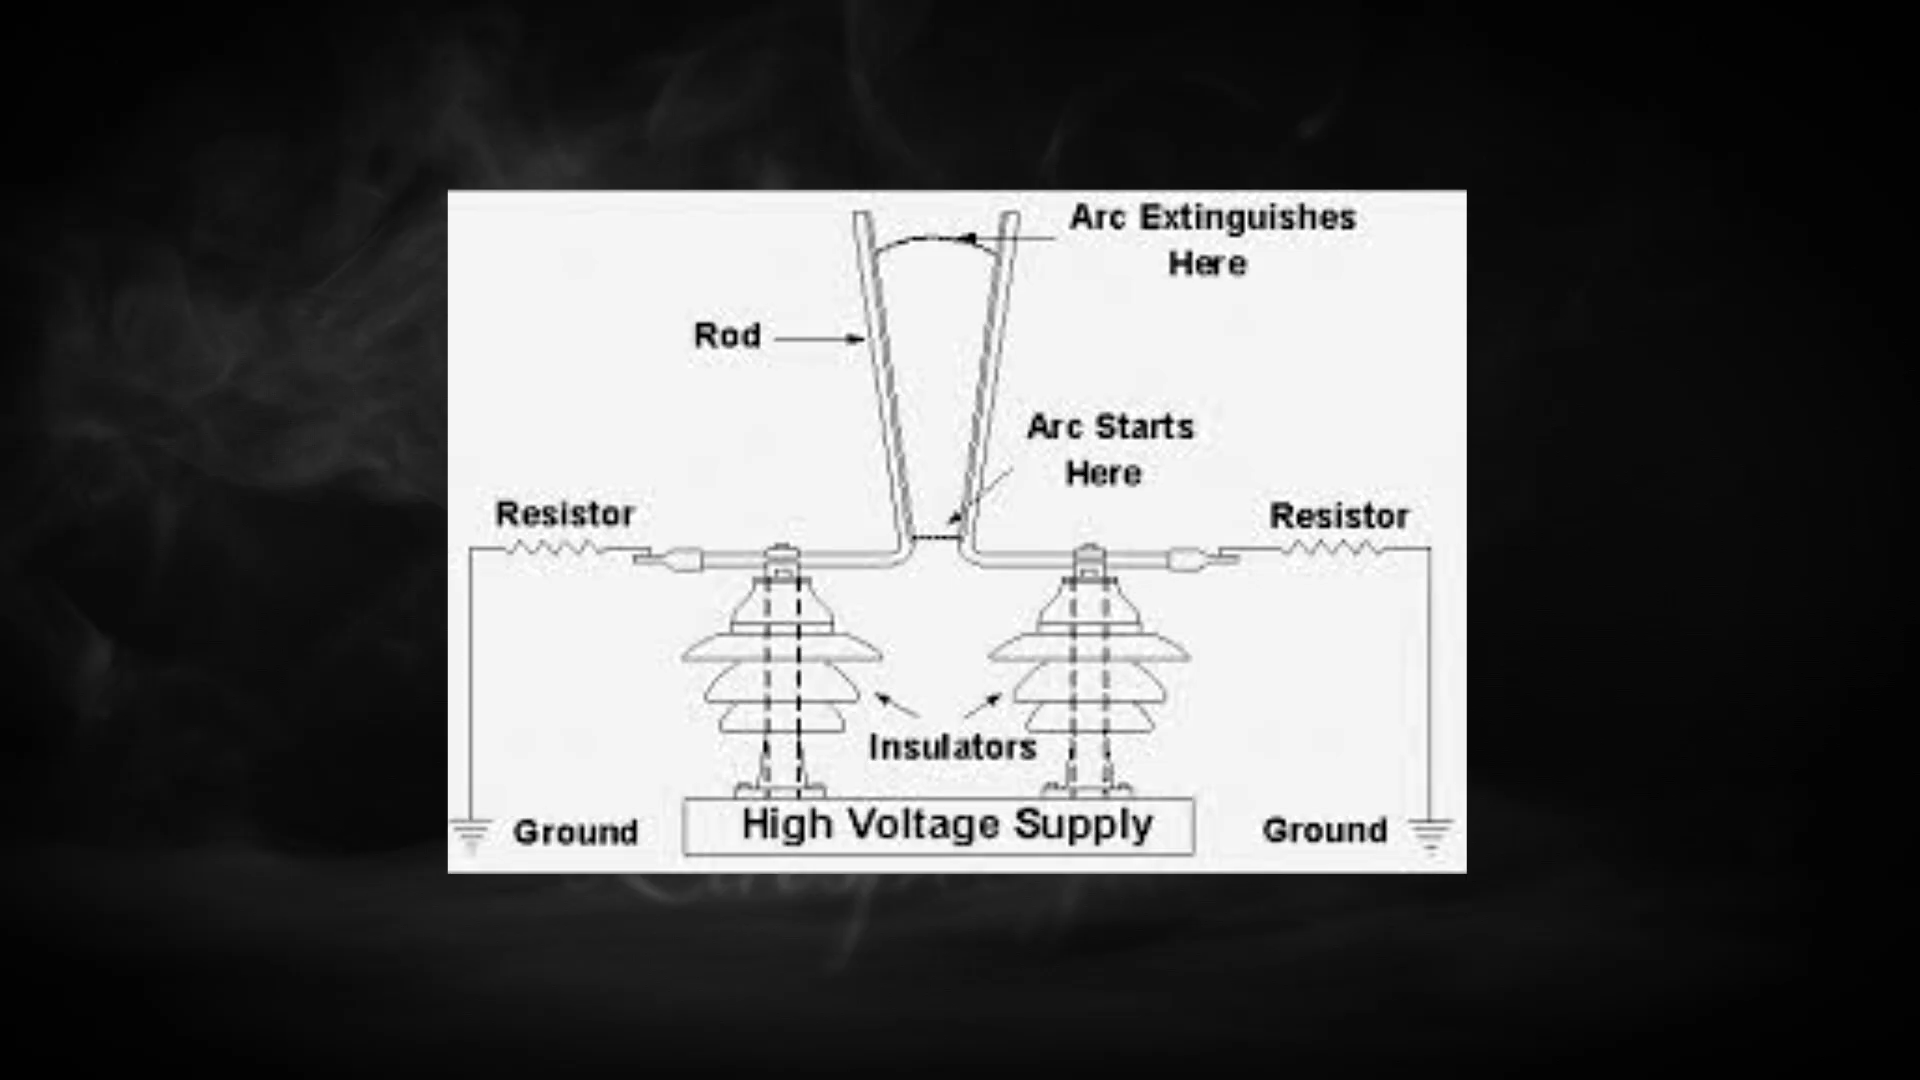 Arc Extinguishes
Here
Rod
Arc Starts
Here
Resistor
Resistor
Insulators
High Voltage Supply
Ground
Ground